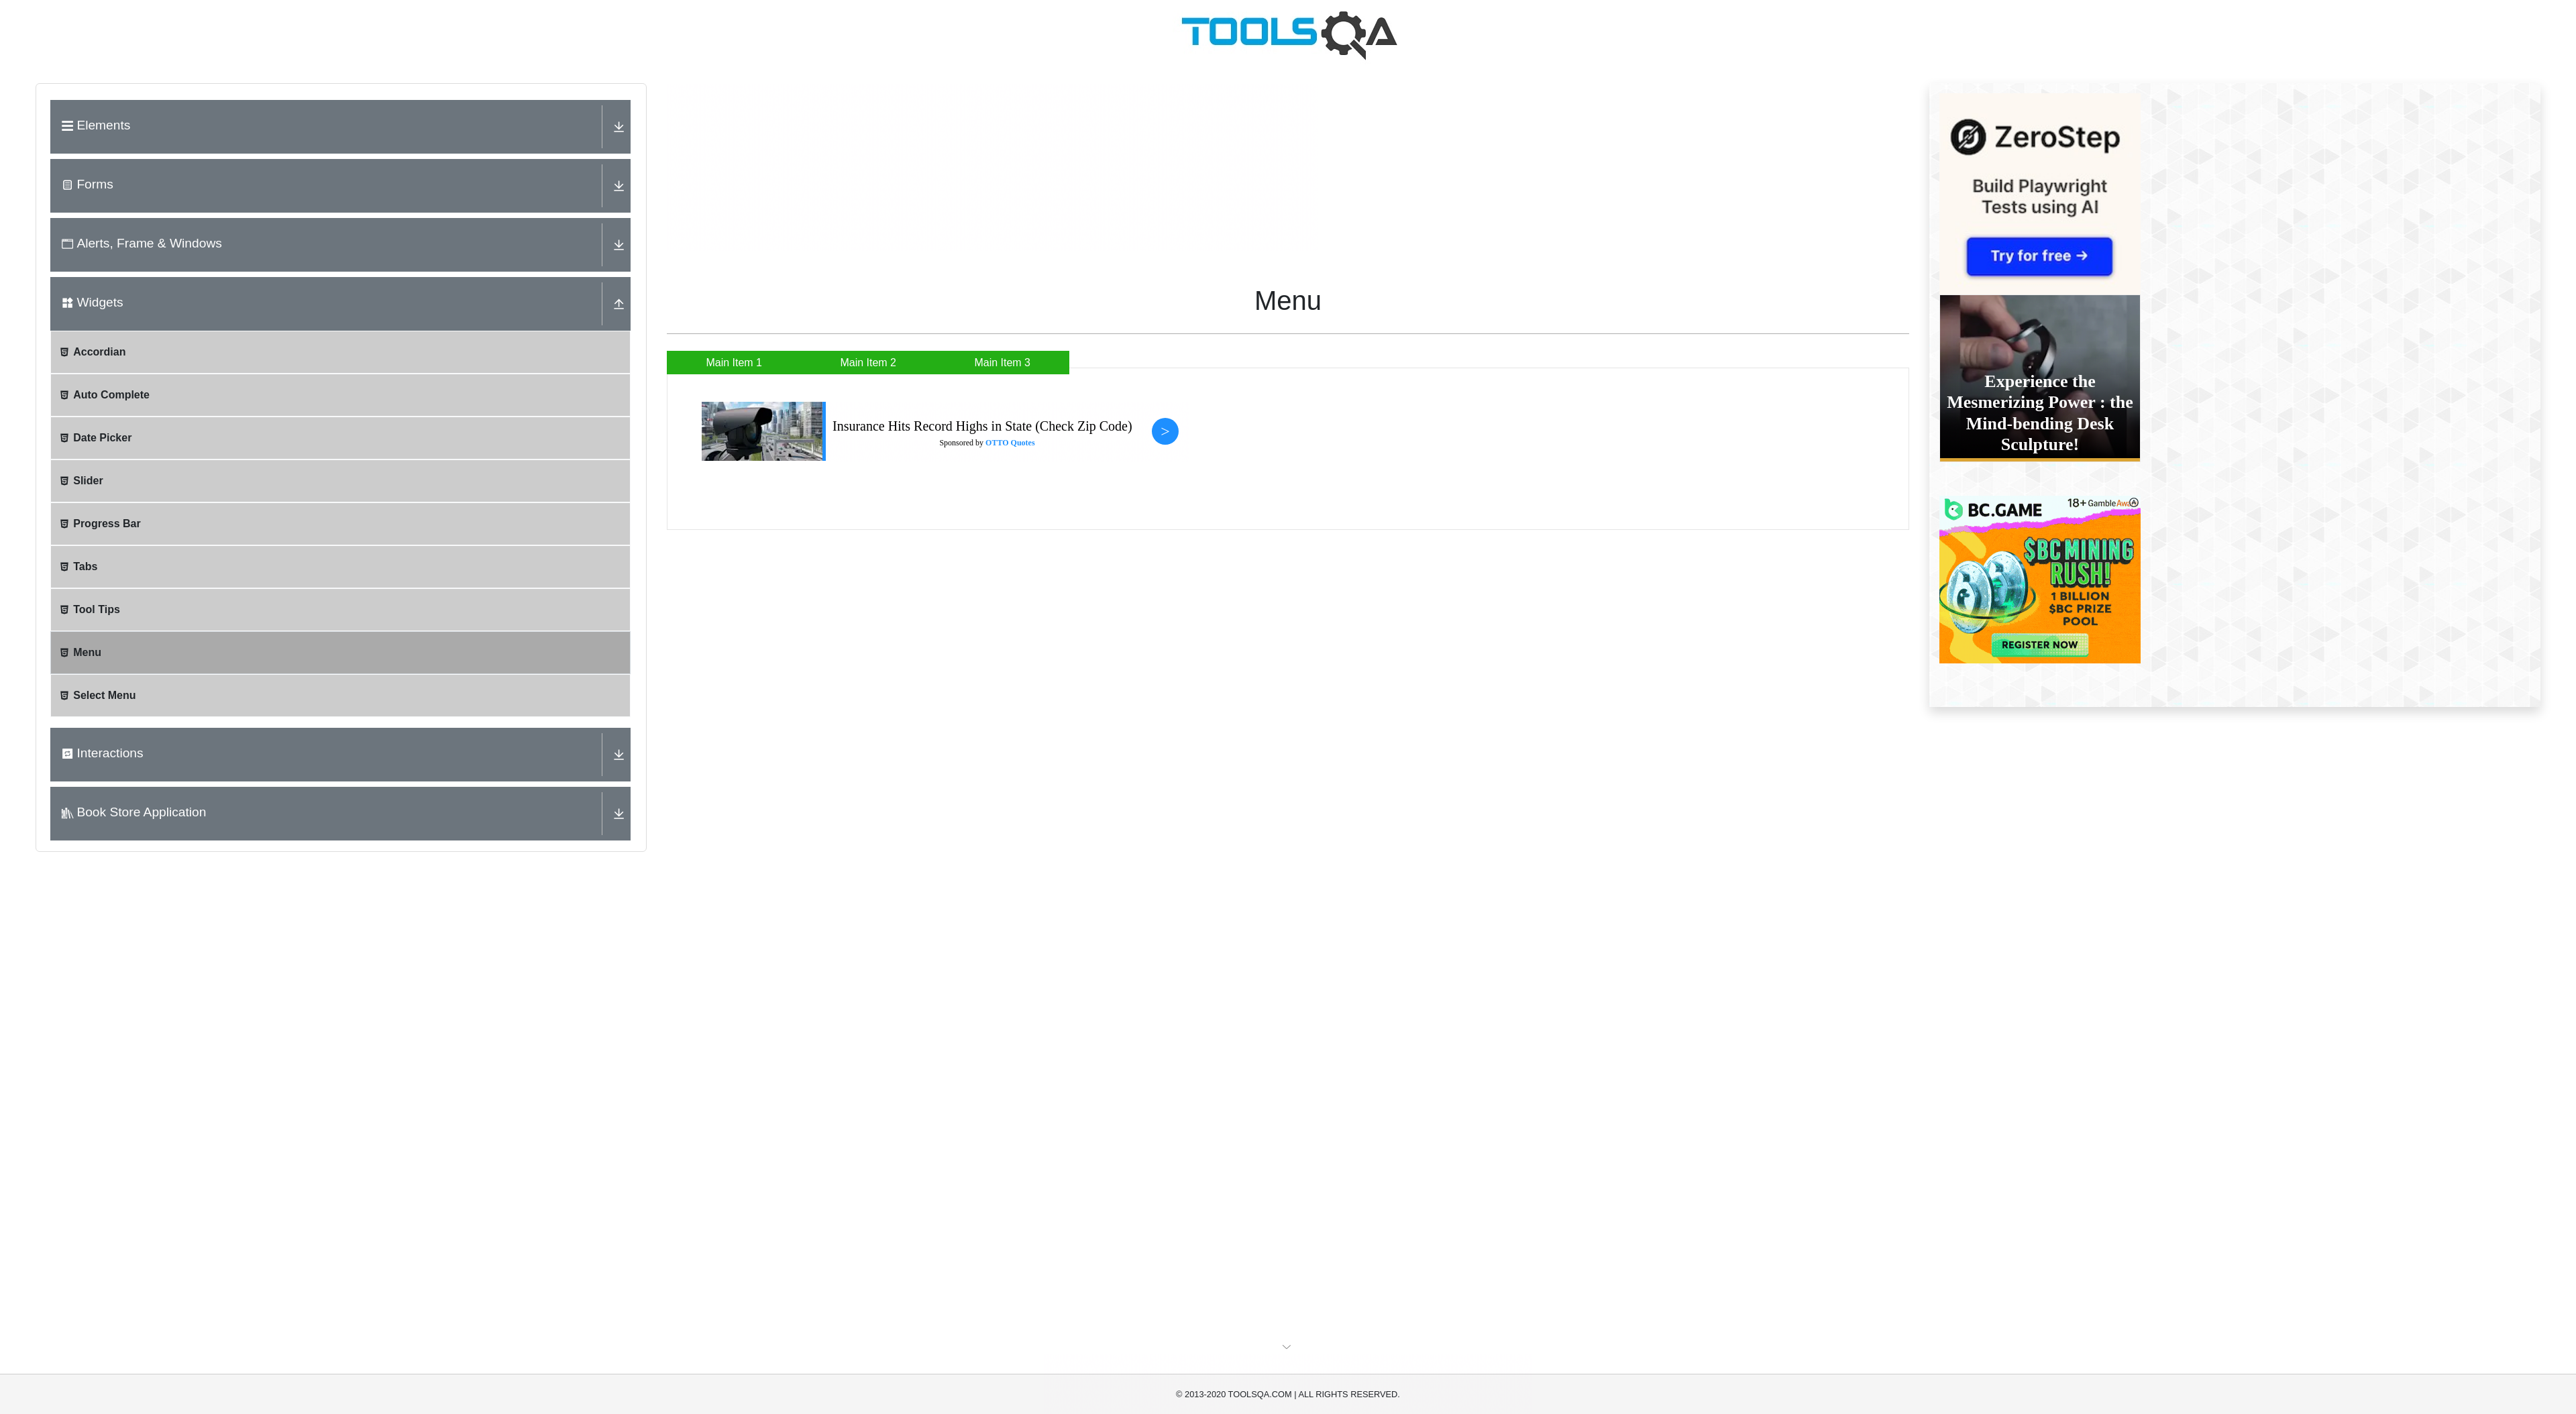 TOOLSQA
Elements
Forms
Alerts, Frame & Windows
Widgets
Accordian
Auto Complete
Date Picker
Slider
Progress Bar
Tabs
Tool Tips
Menu
Select Menu
Interactions
Book Store Application
Menu
Main Item 1
Main Item 2
Main Item 3
Insurance Hits Record Highs in State (Check Zip Code)
Sponsored by OTTO Quotes
>
ZeroStep
Build Playwright
Tests using AI
Try for free →
Experience the
Mesmerizing Power : the
Mind-bending Desk
Sculpture!
BC.GAME
18+ Gamble
$BC MINING
RUSH!
1 BILLION
$BC PRIZE
POOL
REGISTER NOW
© 2013-2020 TOOLSQA.COM | ALL RIGHTS RESERVED.